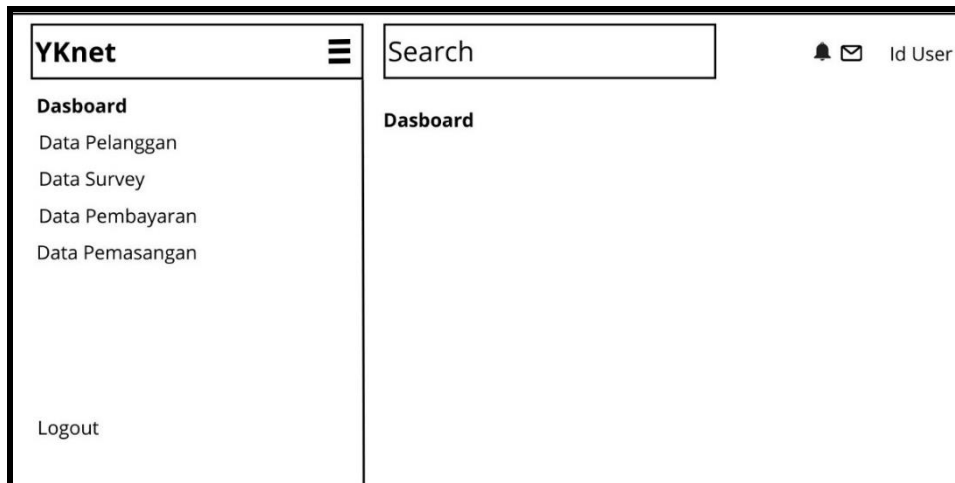 YKnet
Search
Id User
Dasboard
Data Pelanggan
Data Survey
Data Pembayaran
Data Pemasangan
Logout
Dasboard